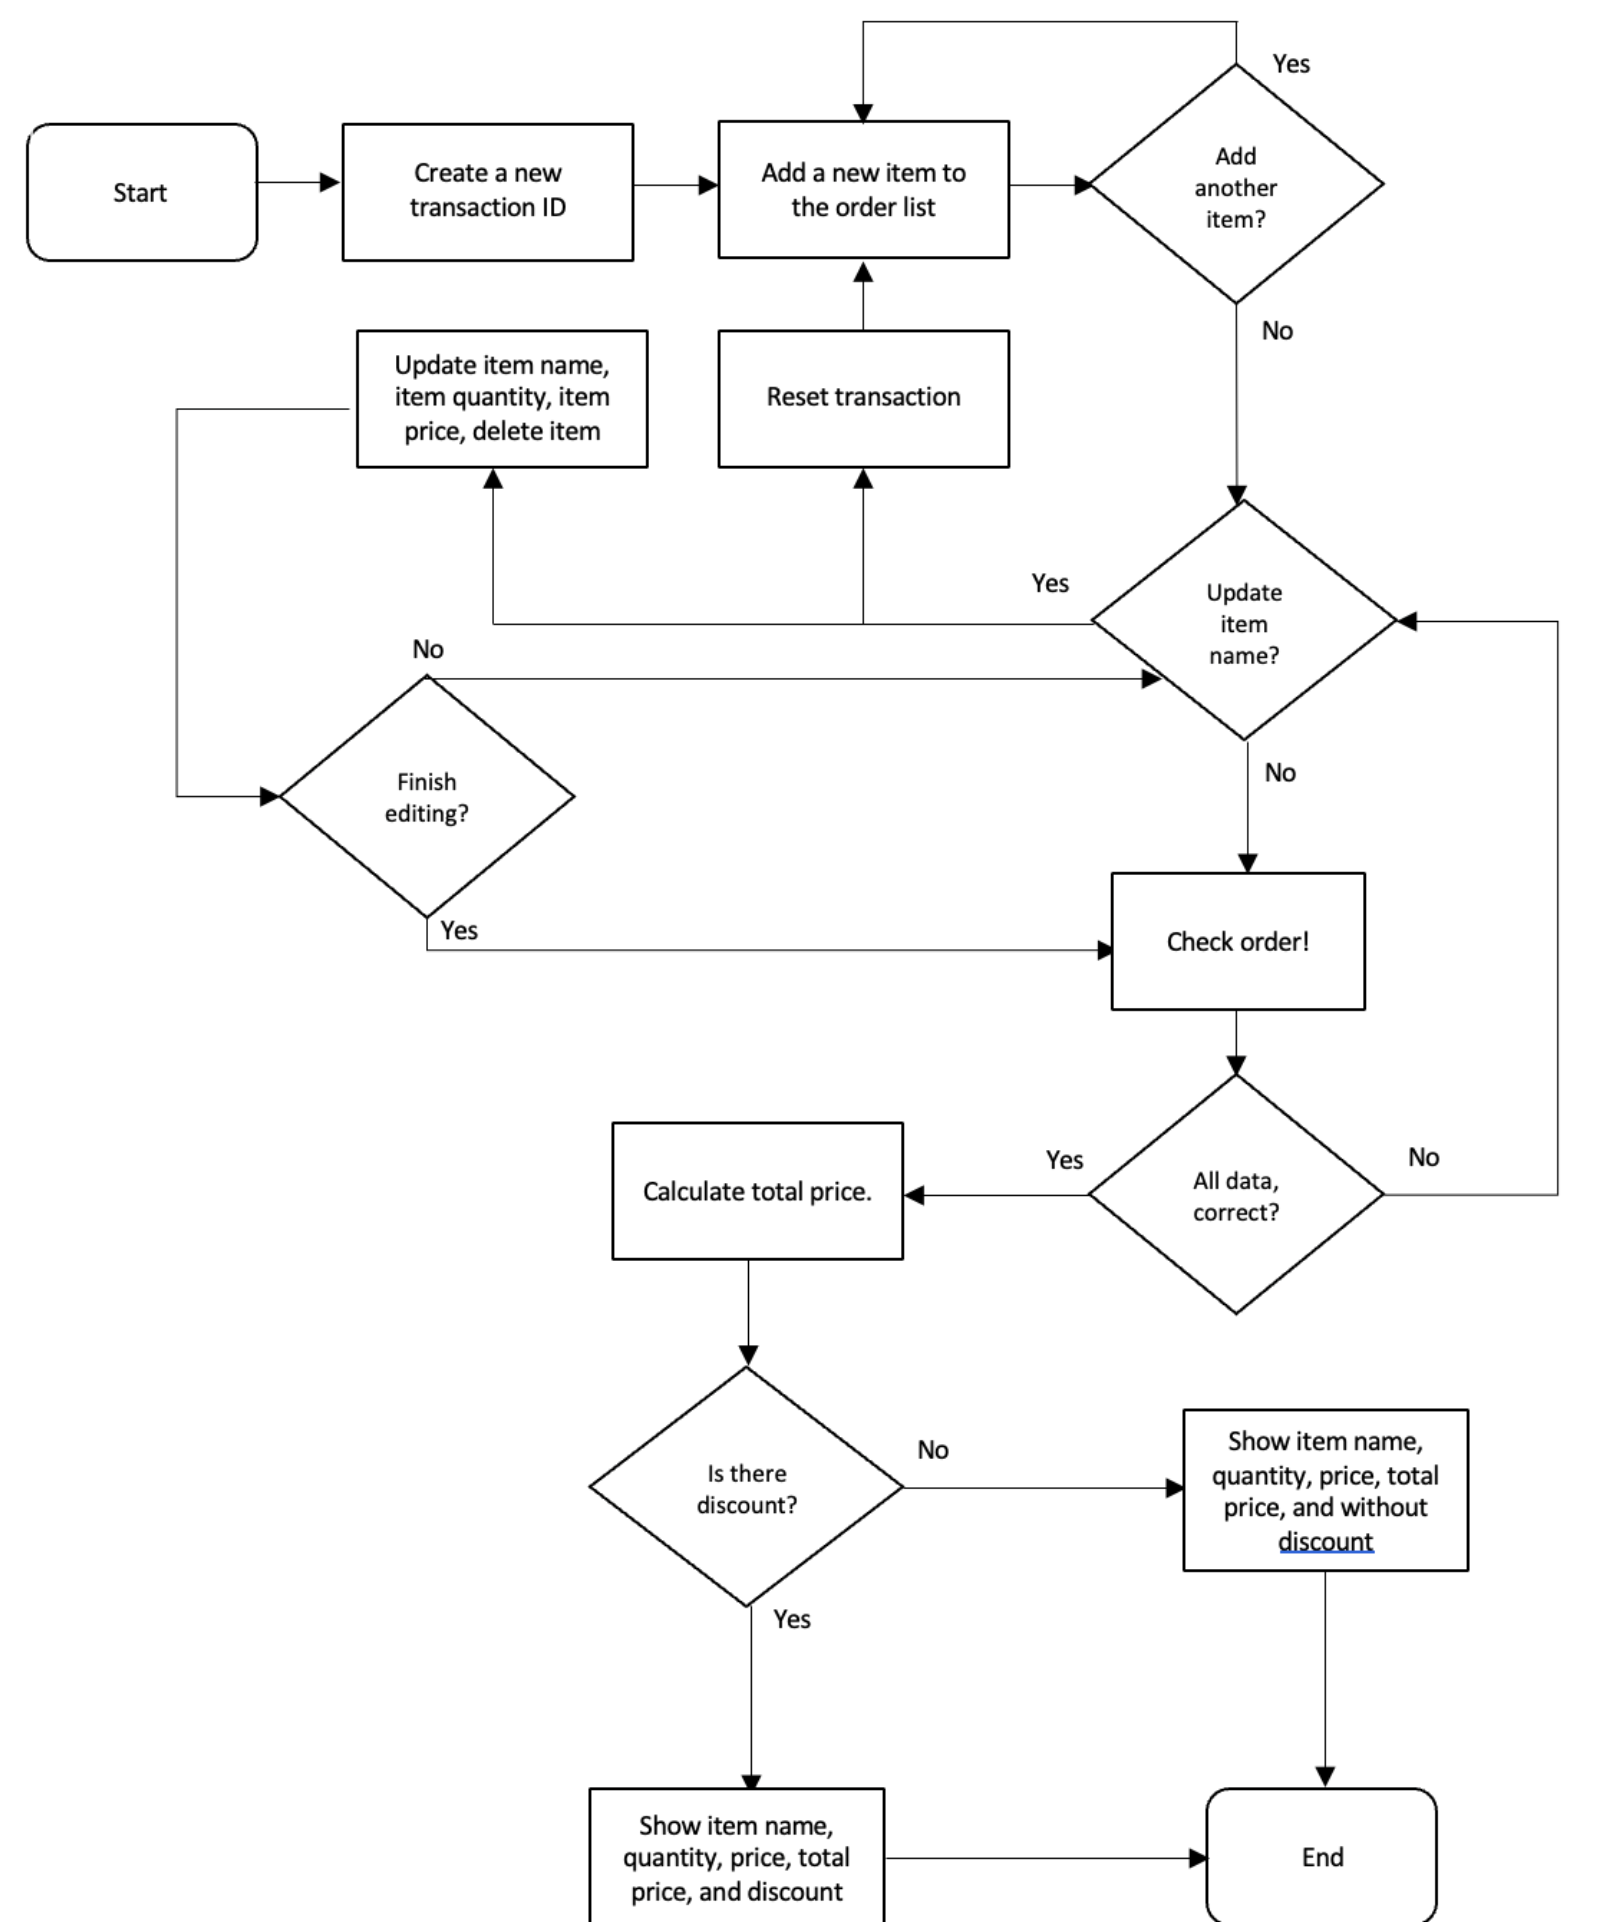 Yes
Start
Create a new
transaction ID
Add a new item to
the order list
Add
another
item?
No
Update item name,
item quantity, item
price, delete item
Reset transaction
Yes
Update
item
name?
No
Finish
editing?
No
Yes
Check order!
Calculate total price.
Yes
All data,
correct?
No
Is there
discount?
No
Show item name,
quantity, price, total
price, and without
discount
Yes
Show item name,
quantity, price, total
price, and discount
End